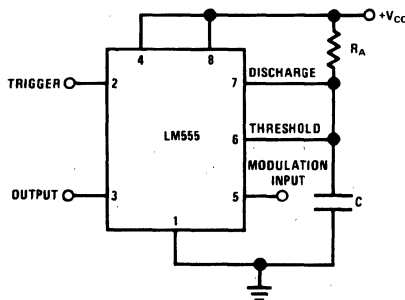 +VCC
RA
4
8
7
DISCHARGE
TRIGGER
2
LM555
6
THRESHOLD
MODULATION
INPUT
OUTPUT
3
5
C
1